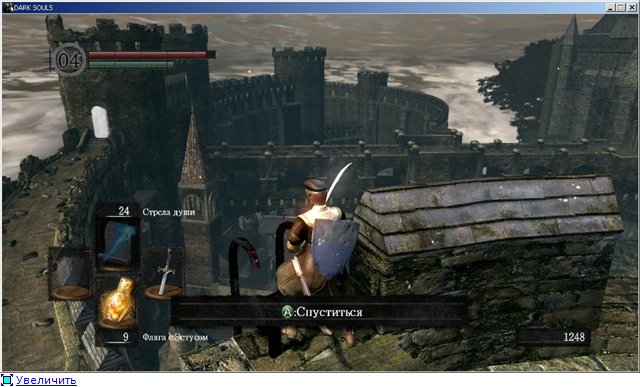 DARK SOULS
04
24
Стрела души
A:Спуститься
9
Фляга с Эстусом
1248
Увеличить